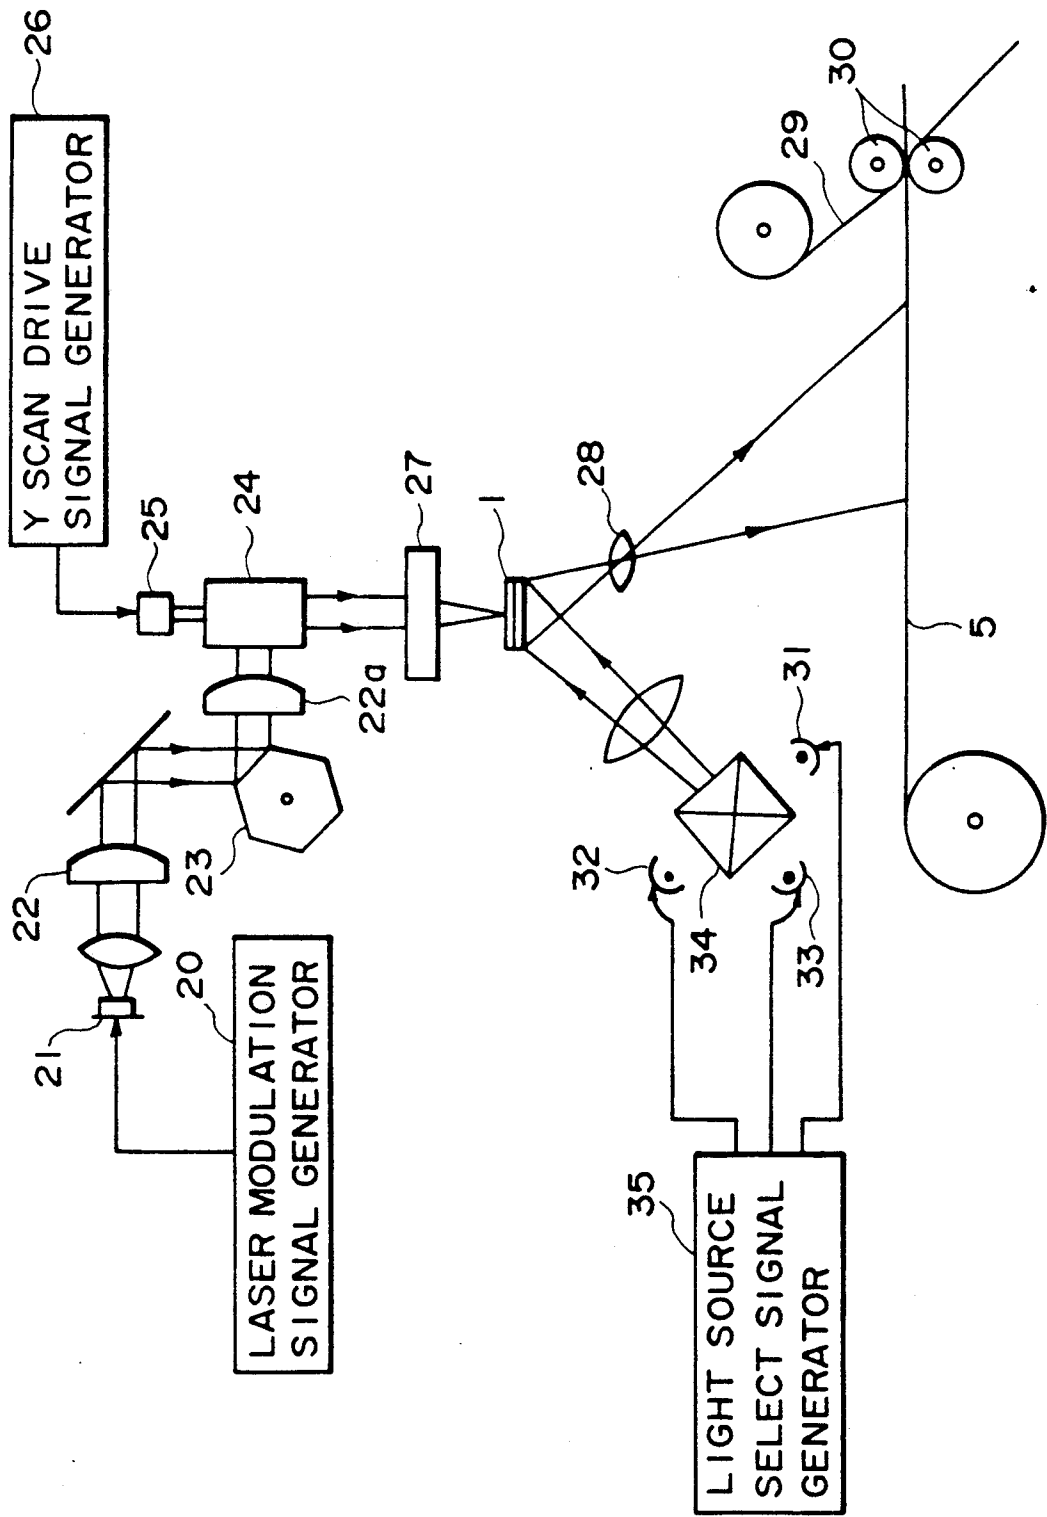 26
Y SCAN DRIVE
SIGNAL GENERATOR
25
24
27
1
28
29
30
5
22a
22
23
21
20
LASER MODULATION
SIGNAL GENERATOR
31
32
33
34
35
LIGHT SOURCE
SELECT SIGNAL
GENERATOR